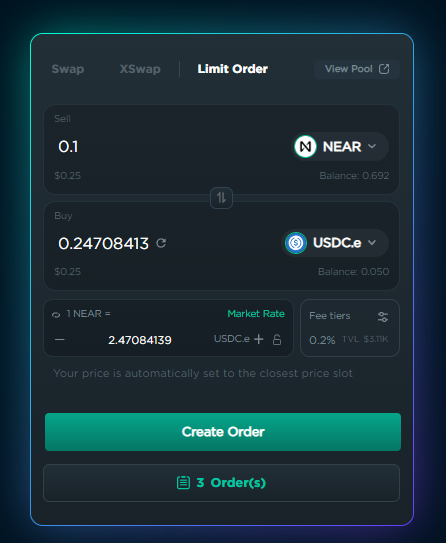 Swap XSwap Limit Order View Pool
Sell
0.1 NEAR
$0.25 Balance: 0.692
Buy
0.24708413 USDC.e
$0.25 Balance: 0.050
1 NEAR = Market Rate
— 2.47084139 USDC.e +
Fee tiers
0.2% TVL $3.11K
Your price is automatically set to the closest price slot
Create Order
3 Order(s)